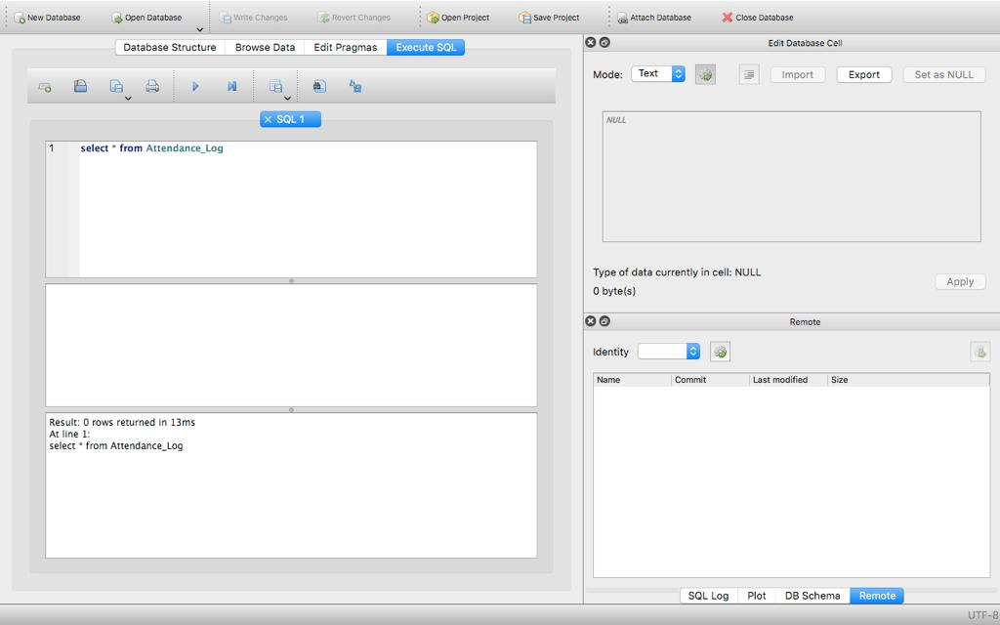 New Database Open Database Write Changes Revert Changes Open Project Save Project Attach Database Close Database
Database Structure Browse Data Edit Pragmas Execute SQL
SQL 1
1 select * from Attendance_Log
Result: 0 rows returned in 13ms
At line 1:
select * from Attendance_Log
Edit Database Cell
Mode: Text Import Export Set as NULL
NULL
Type of data currently in cell: NULL
0 byte(s)
Apply
Remote
Identity
Name Commit Last modified Size
SQL Log Plot DB Schema Remote
UTF-8